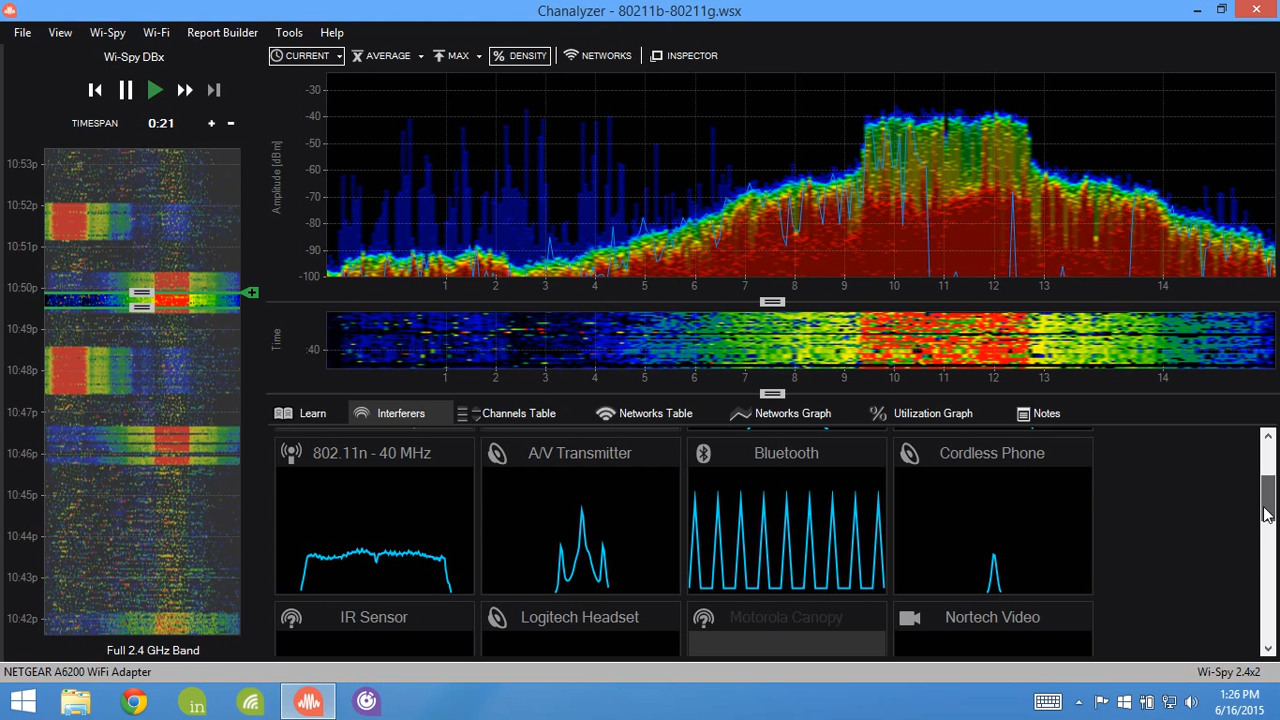 Chanalyzer - 80211b-80211g.wsx
File View Wi-Spy Wi-Fi Report Builder Tools Help
Wi-Spy DBx
CURRENT AVERAGE MAX % DENSITY NETWORKS INSPECTOR
TIMESPAN 0:21 + -
10:53p
10:52p
10:51p
10:50p
10:49p
10:48p
10:47p
10:46p
10:44p
10:43p
10:42p
Full 2.4 GHz Band
Amplitude [dBm]
-30
-40
-50
-60
-70
-80
-90
-100
1 2 3 4 5 6 7 8 9 10 11 12 13 14
Time
:40
1 2 3 4 5 6 7 8 9 10 11 12 13 14
Learn Interferers Channels Table Networks Table Networks Graph % Utilization Graph Notes
802.11n - 40 MHz A/V Transmitter Bluetooth Cordless Phone
IR Sensor Logitech Headset Motorola Canopy Nortech Video
NETGEAR A6200 WiFi Adapter Wi-Spy 2.4x2
in
1:26 PM
6/16/2015